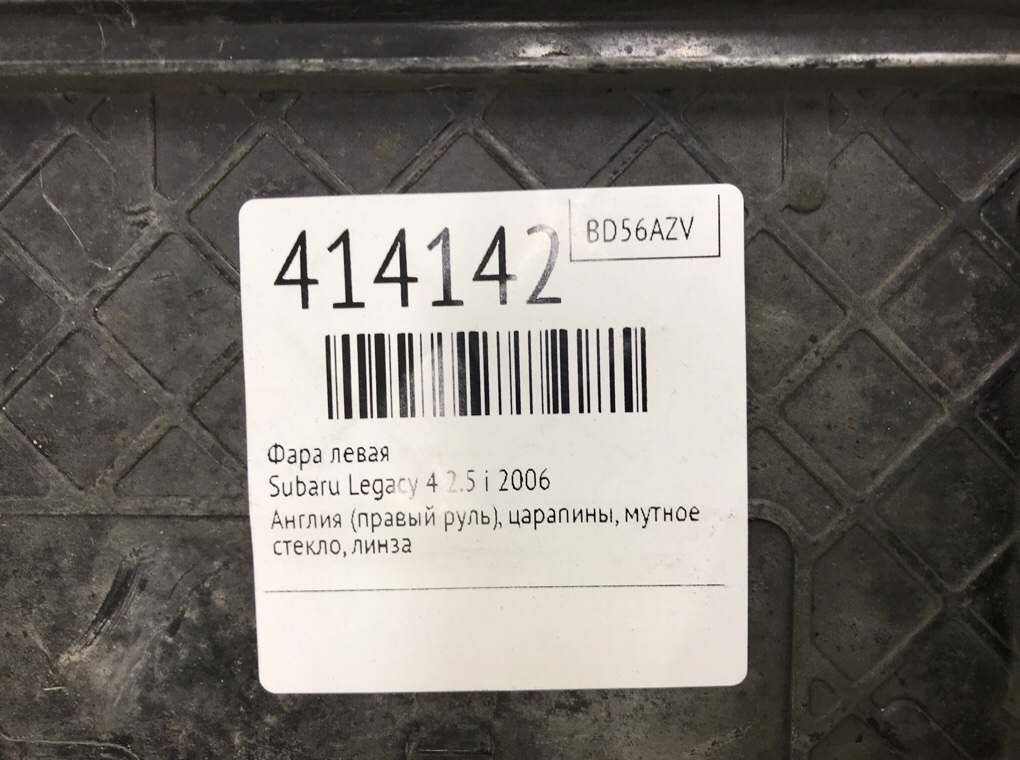 414142
BD56AZV
Фара левая
Subaru Legacy 4 2.5 i 2006
Англия (правый руль), царапины, мутное
стекло, линза